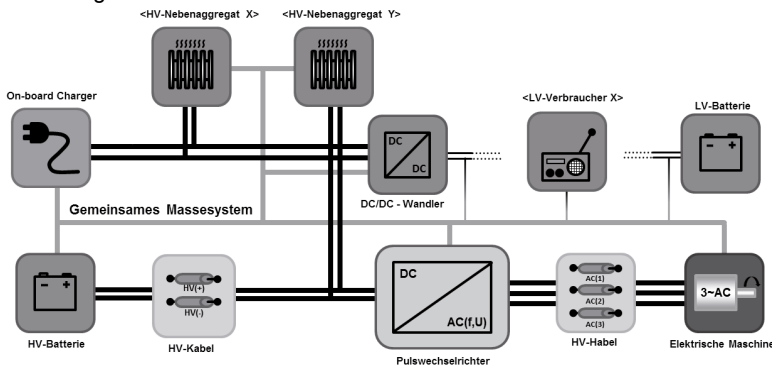 <HV-Nebenaggregat X>
<HV-Nebenaggregat Y>
On-board Charger
<LV-Verbraucher X>
LV-Batterie
DC
DC
DC/DC - Wandler
Gemeinsames Massesystem
HV(+)
HV(-)
DC
AC(f,U)
AC(1)
AC(2)
AC(3)
3~AC
HV-Batterie
HV-Kabel
Pulswechselrichter
HV-Habel
Elektrische Maschine